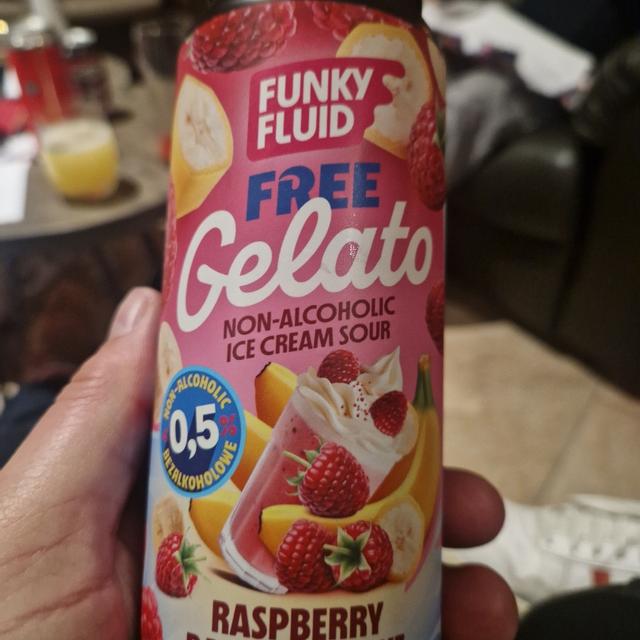 FUNKY
FLUID
FREE
Gelato
NON-ALCOHOLIC
ICE CREAM SOUR
NON-ALCOHOLIC
0,5%
BEZALKOHOLOWE
RASPBERRY